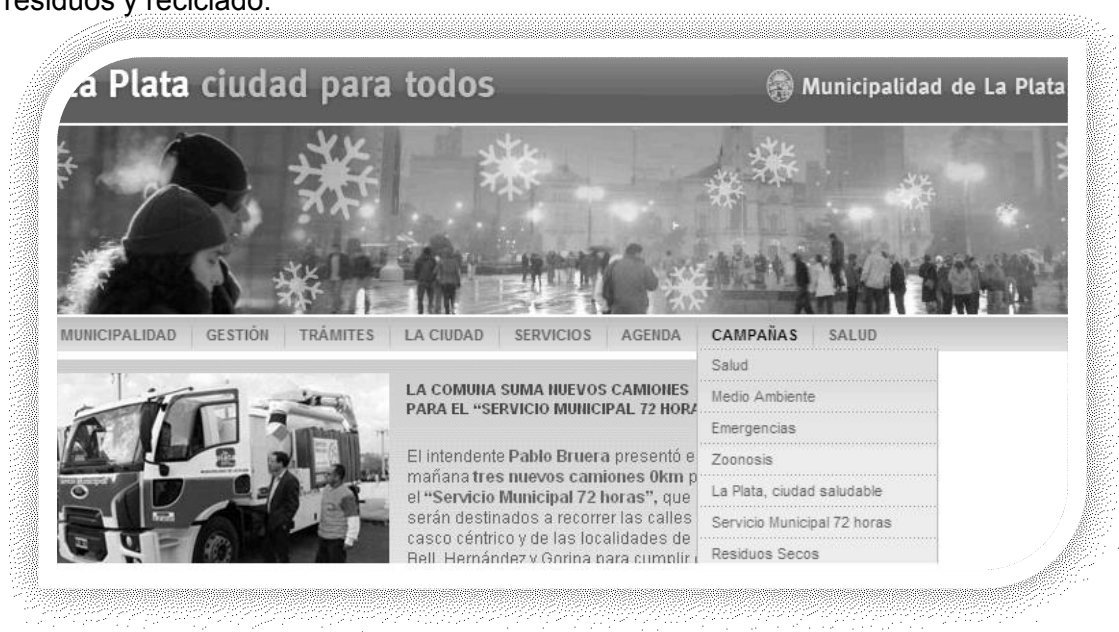 residuos y reciclado.
La Plata ciudad para todos
Municipalidad de La Plata
MUNICIPALIDAD GESTIÓN TRÁMITES LA CIUDAD SERVICIOS AGENDA CAMPAÑAS SALUD
Salud
Medio Ambiente
Emergencias
Zoonosis
La Plata, ciudad saludable
Servicio Municipal 72 horas
Residuos Secos
LA COMUNA SUMA NUEVOS CAMIONES
PARA EL “SERVICIO MUNICIPAL 72 HORA
El intendente Pablo Bruera presentó e
mañana tres nuevos camiones 0km p
el “Servicio Municipal 72 horas”, que
serán destinados a recorrer las calles
casco céntrico y de las localidades de
Bell, Hernández y Gorina para cumplir